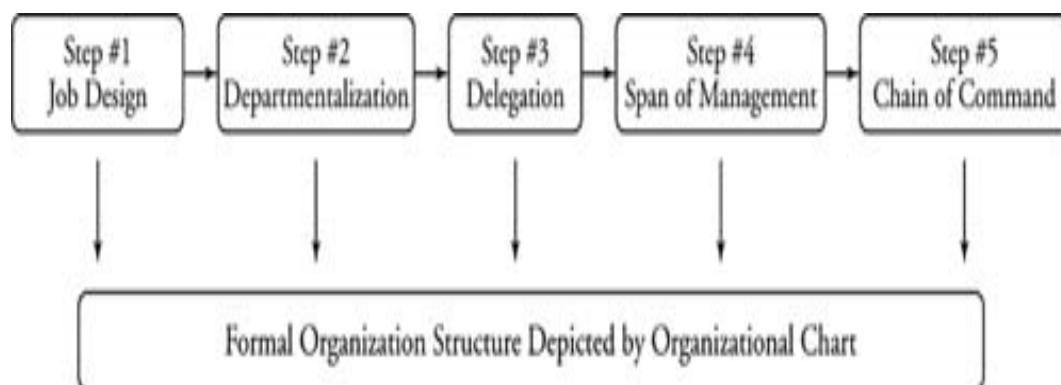 Step #1
Job Design
Step #2
Departmentalization
Step #3
Delegation
Step #4
Span of Management
Step #5
Chain of Command
Formal Organization Structure Depicted by Organizational Chart